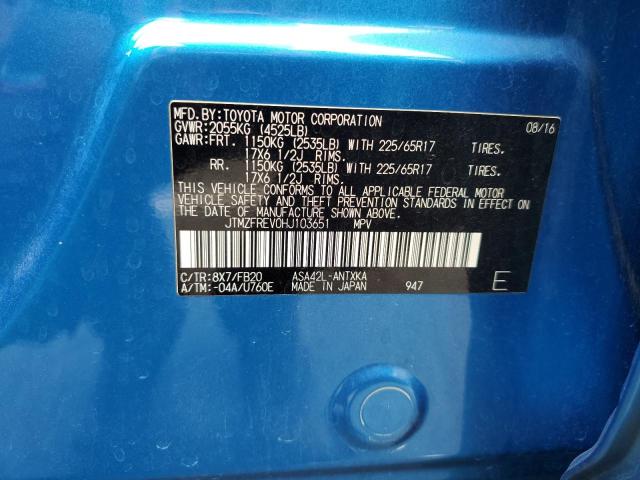 MFD. BY: TOYOTA MOTOR CORPORATION 08/16
GVWR: 2055KG (4525LB)
GAWR: FRT. 1150KG (2535LB) WITH 225/65R17 TIRES.
17X6 1/2J RIMS.
RR. 1150KG (2535LB) WITH 225/65R17 TIRES.
17X6 1/2J RIMS.
THIS VEHICLE CONFORMS TO ALL APPLICABLE FEDERAL MOTOR
VEHICLE SAFETY AND THEFT PREVENTION STANDARDS IN EFFECT ON
THE DATE OF MANUFACTURE SHOWN ABOVE.
JTMZFREV0HJ103651 MPV
C/TR: 8X7/FB20 ASA42L-ANTXKA
A/TM: -04A/U760E MADE IN JAPAN 947 E